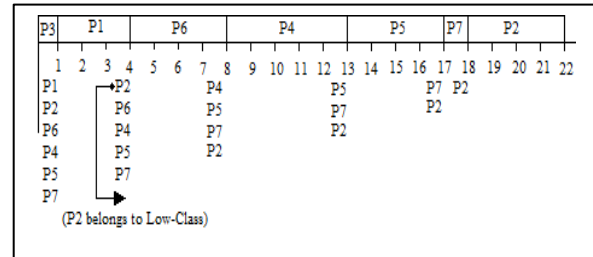 P3 P1 P6 P4 P5 P7 P2
1 2 3 4 5 6 7 8 9 10 11 12 13 14 15 16 17 18 19 20 21 22
P1 P2 P4 P5 P7 P2
P2 P6 P5 P7 P2
P6 P4 P7 P2
P4 P5 P2
P5 P7
P7
(P2 belongs to Low-Class)